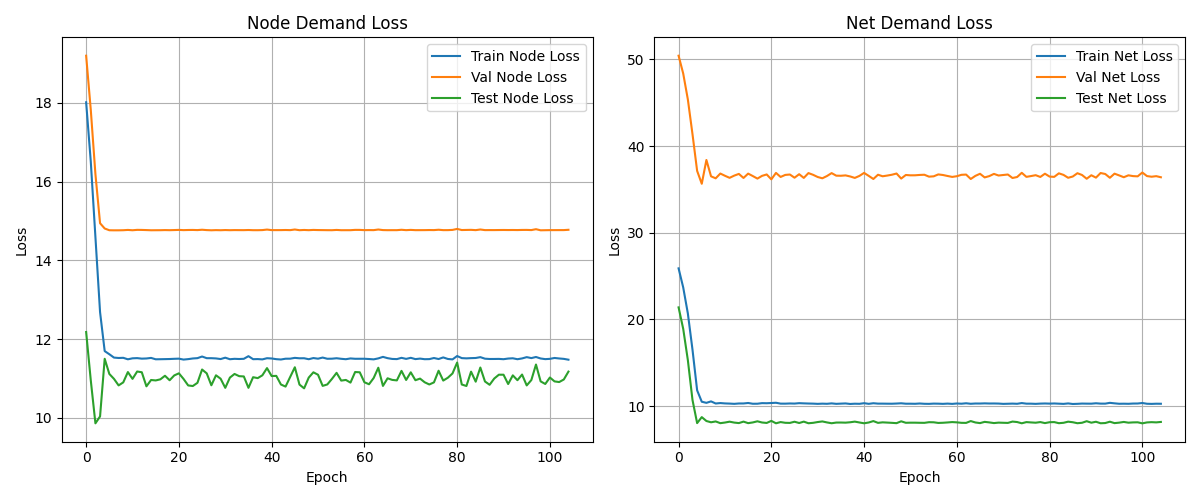 Node Demand Loss
Loss
18
16
14
12
10
0
20
40
60
80
100
Epoch
Train Node Loss
Val Node Loss
Test Node Loss
Net Demand Loss
Loss
50
40
30
20
10
0
20
40
60
80
100
Epoch
Train Net Loss
Val Net Loss
Test Net Loss